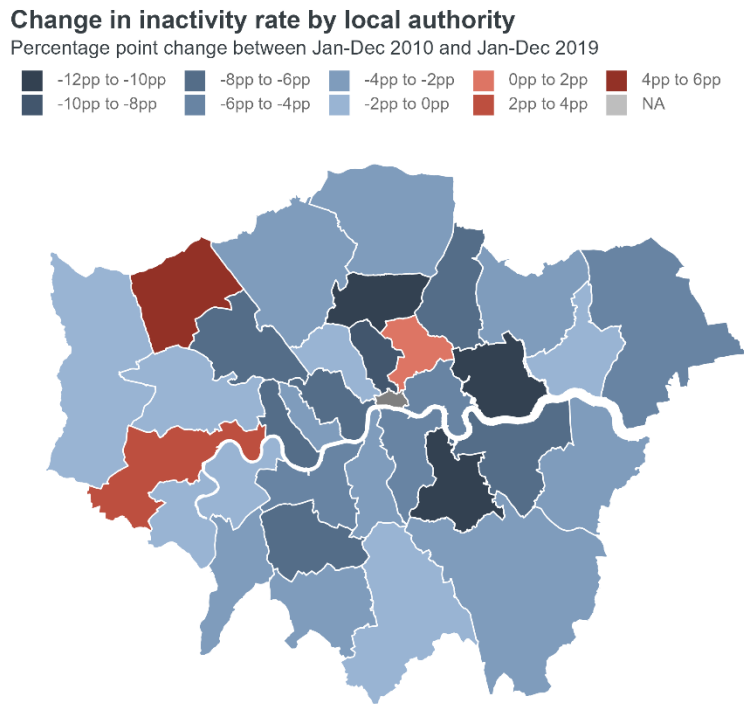 Change in inactivity rate by local authority
Percentage point change between Jan-Dec 2010 and Jan-Dec 2019
-12pp to -10pp -8pp to -6pp -4pp to -2pp 0pp to 2pp 4pp to 6pp
-10pp to -8pp -6pp to -4pp -2pp to 0pp 2pp to 4pp NA